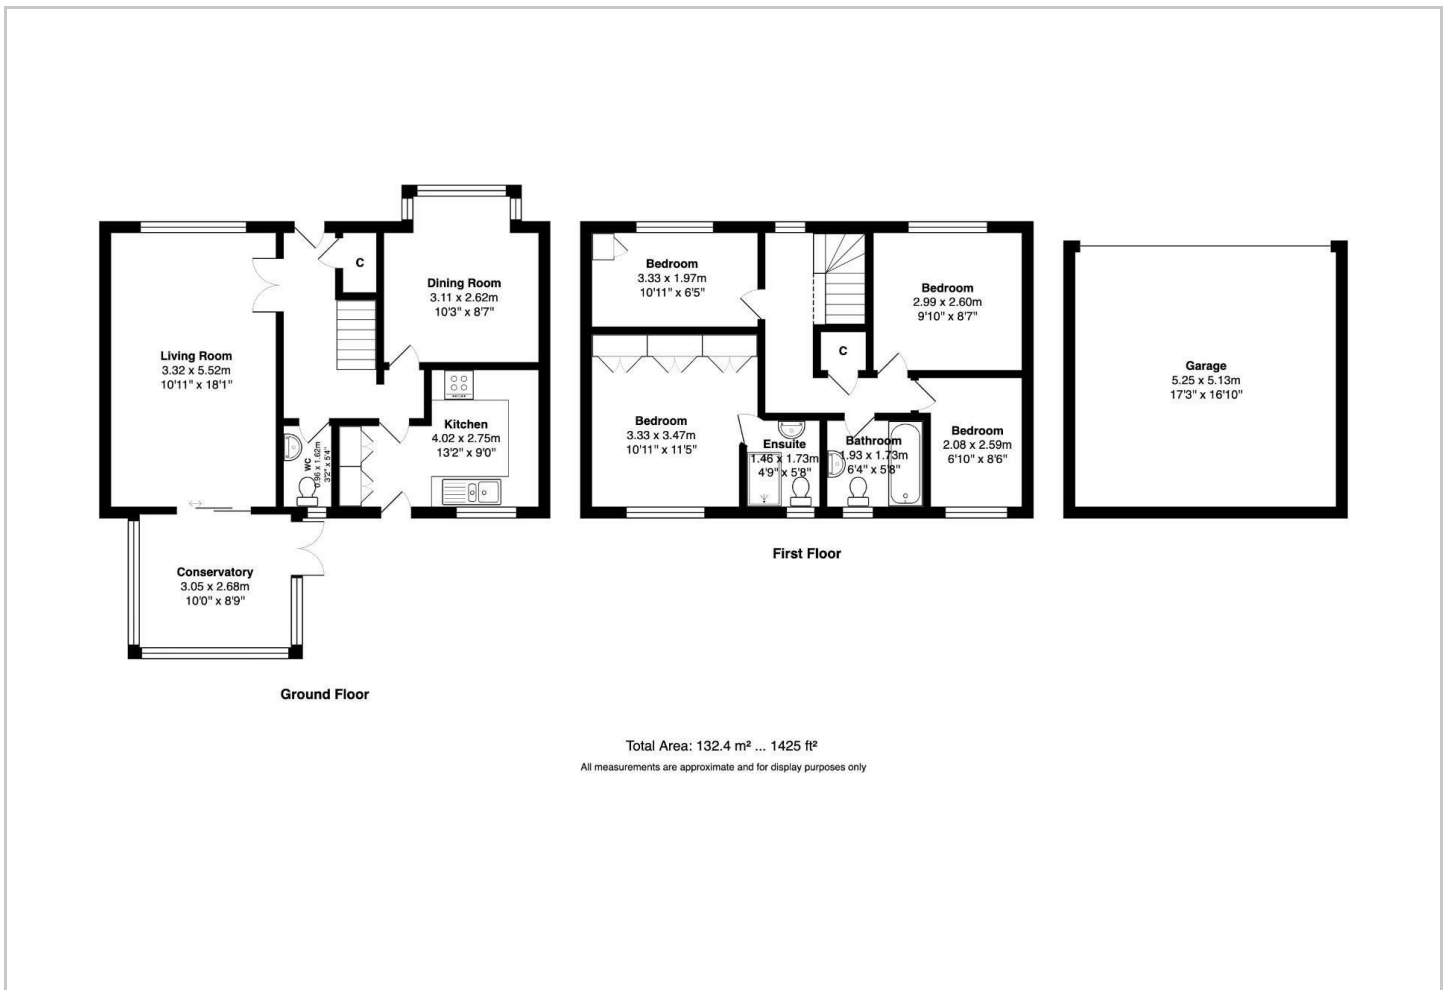 C
Dining Room
3.11 x 2.62m
10'3" x 8'7"
Living Room
3.32 x 5.52m
10'11" x 18'1"
Kitchen
4.02 x 2.75m
13'2" x 9'0"
WC
0.96 x 1.62m
3'2" x 5'4"
Conservatory
3.05 x 2.68m
10'0" x 8'9"
Ground Floor
Bedroom
3.33 x 1.97m
10'11" x 6'5"
Bedroom
2.99 x 2.60m
9'10" x 8'7"
C
Bedroom
3.33 x 3.47m
10'11" x 11'5"
Ensuite
1.46 x 1.73m
4'9" x 5'8"
Bathroom
1.93 x 1.73m
6'4" x 5'8"
Bedroom
2.08 x 2.59m
6'10" x 8'6"
First Floor
Garage
5.25 x 5.13m
17'3" x 16'10"
Total Area: 132.4 m² ... 1425 ft²
All measurements are approximate and for display purposes only